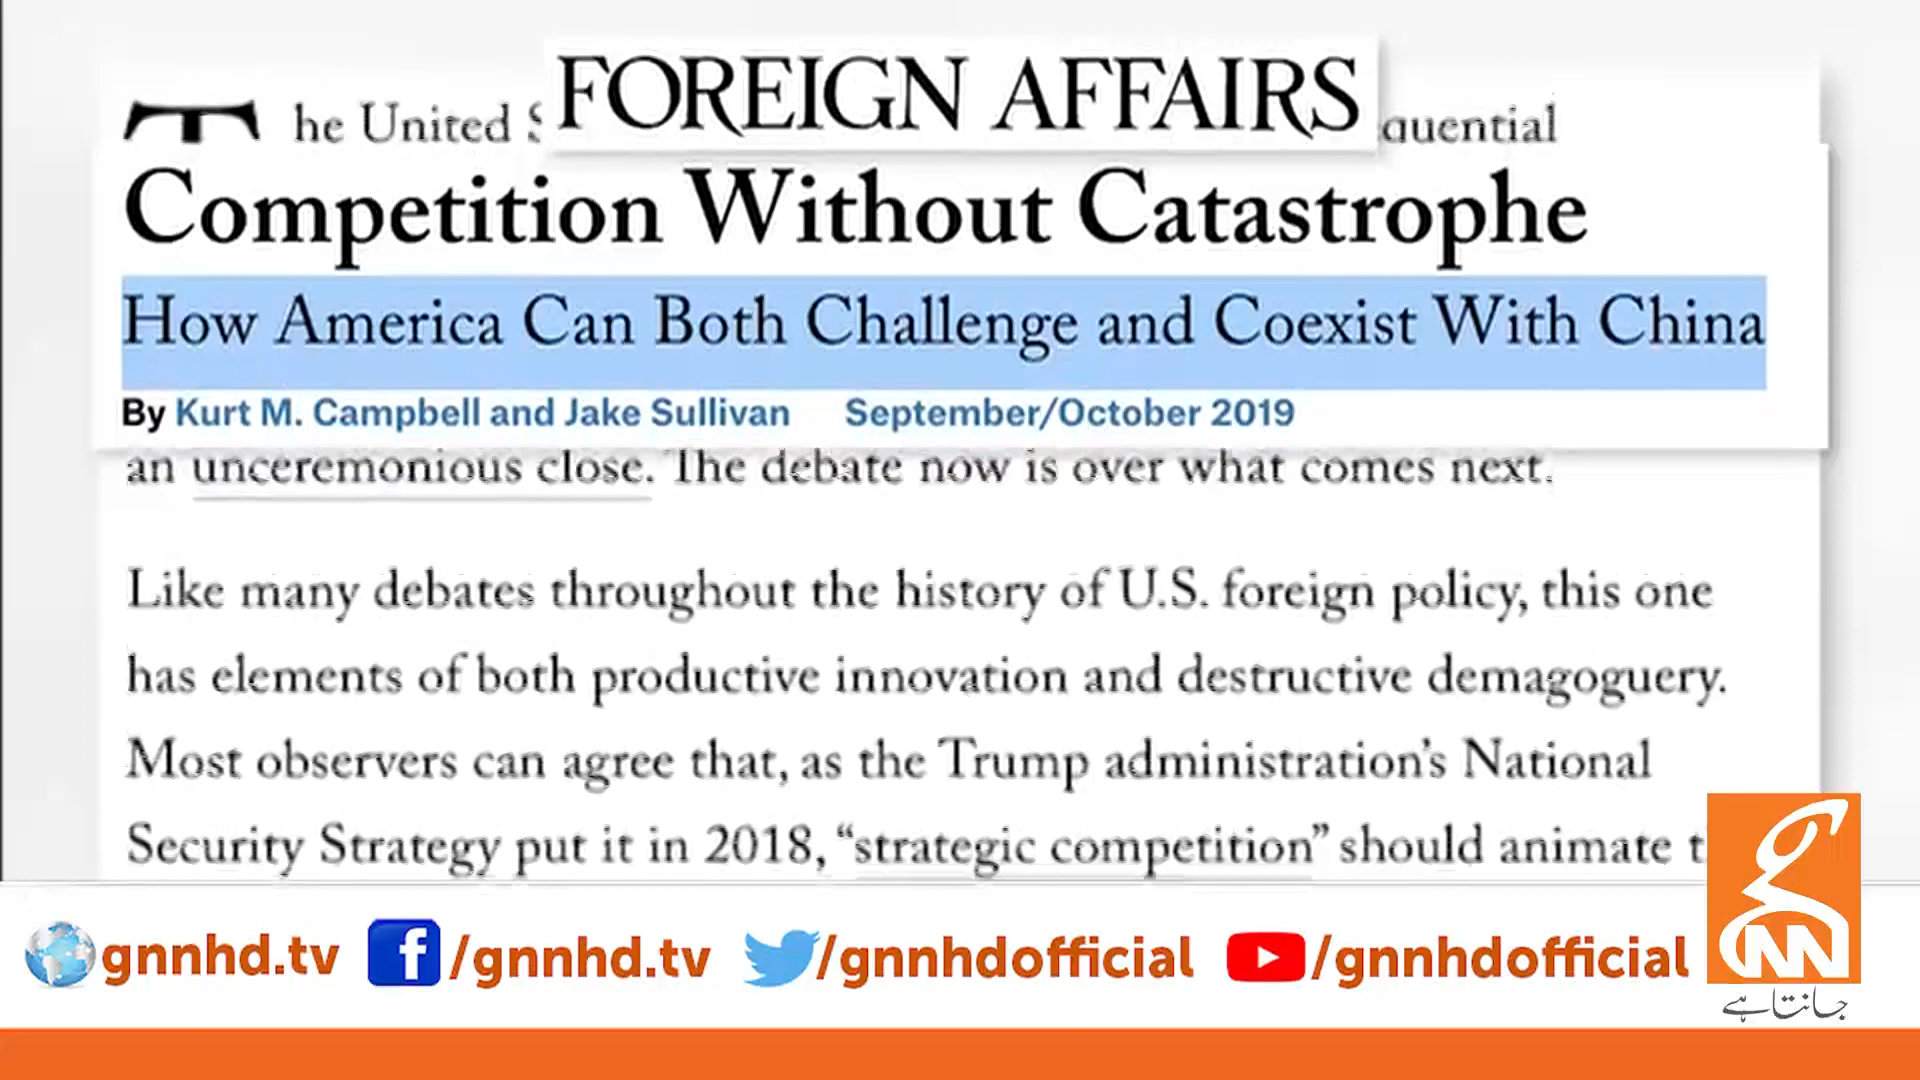 FOREIGN AFFAIRS
The United S quential
Competition Without Catastrophe
How America Can Both Challenge and Coexist With China
By Kurt M. Campbell and Jake Sullivan September/October 2019
an unceremonious close. The debate now is over what comes next.
Like many debates throughout the history of U.S. foreign policy, this one
has elements of both productive innovation and destructive demagoguery.
Most observers can agree that, as the Trump administration’s National
Security Strategy put it in 2018, “strategic competition” should animate t
gnnhd.tv /gnnhd.tv /gnnhdofficial /gnnhdofficial
GNN
جانتا ہے